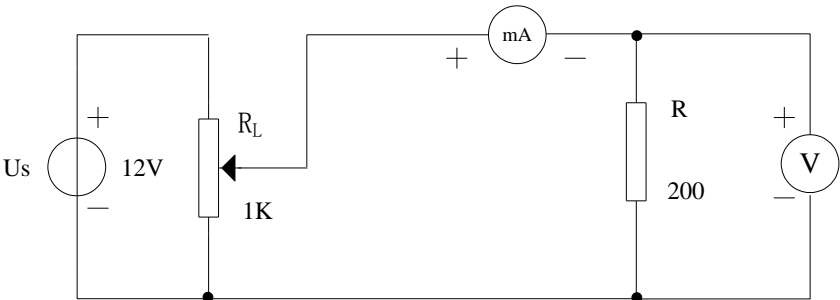 mA
+ −
+ R_L R +
Us 12V V
− 1K 200 −